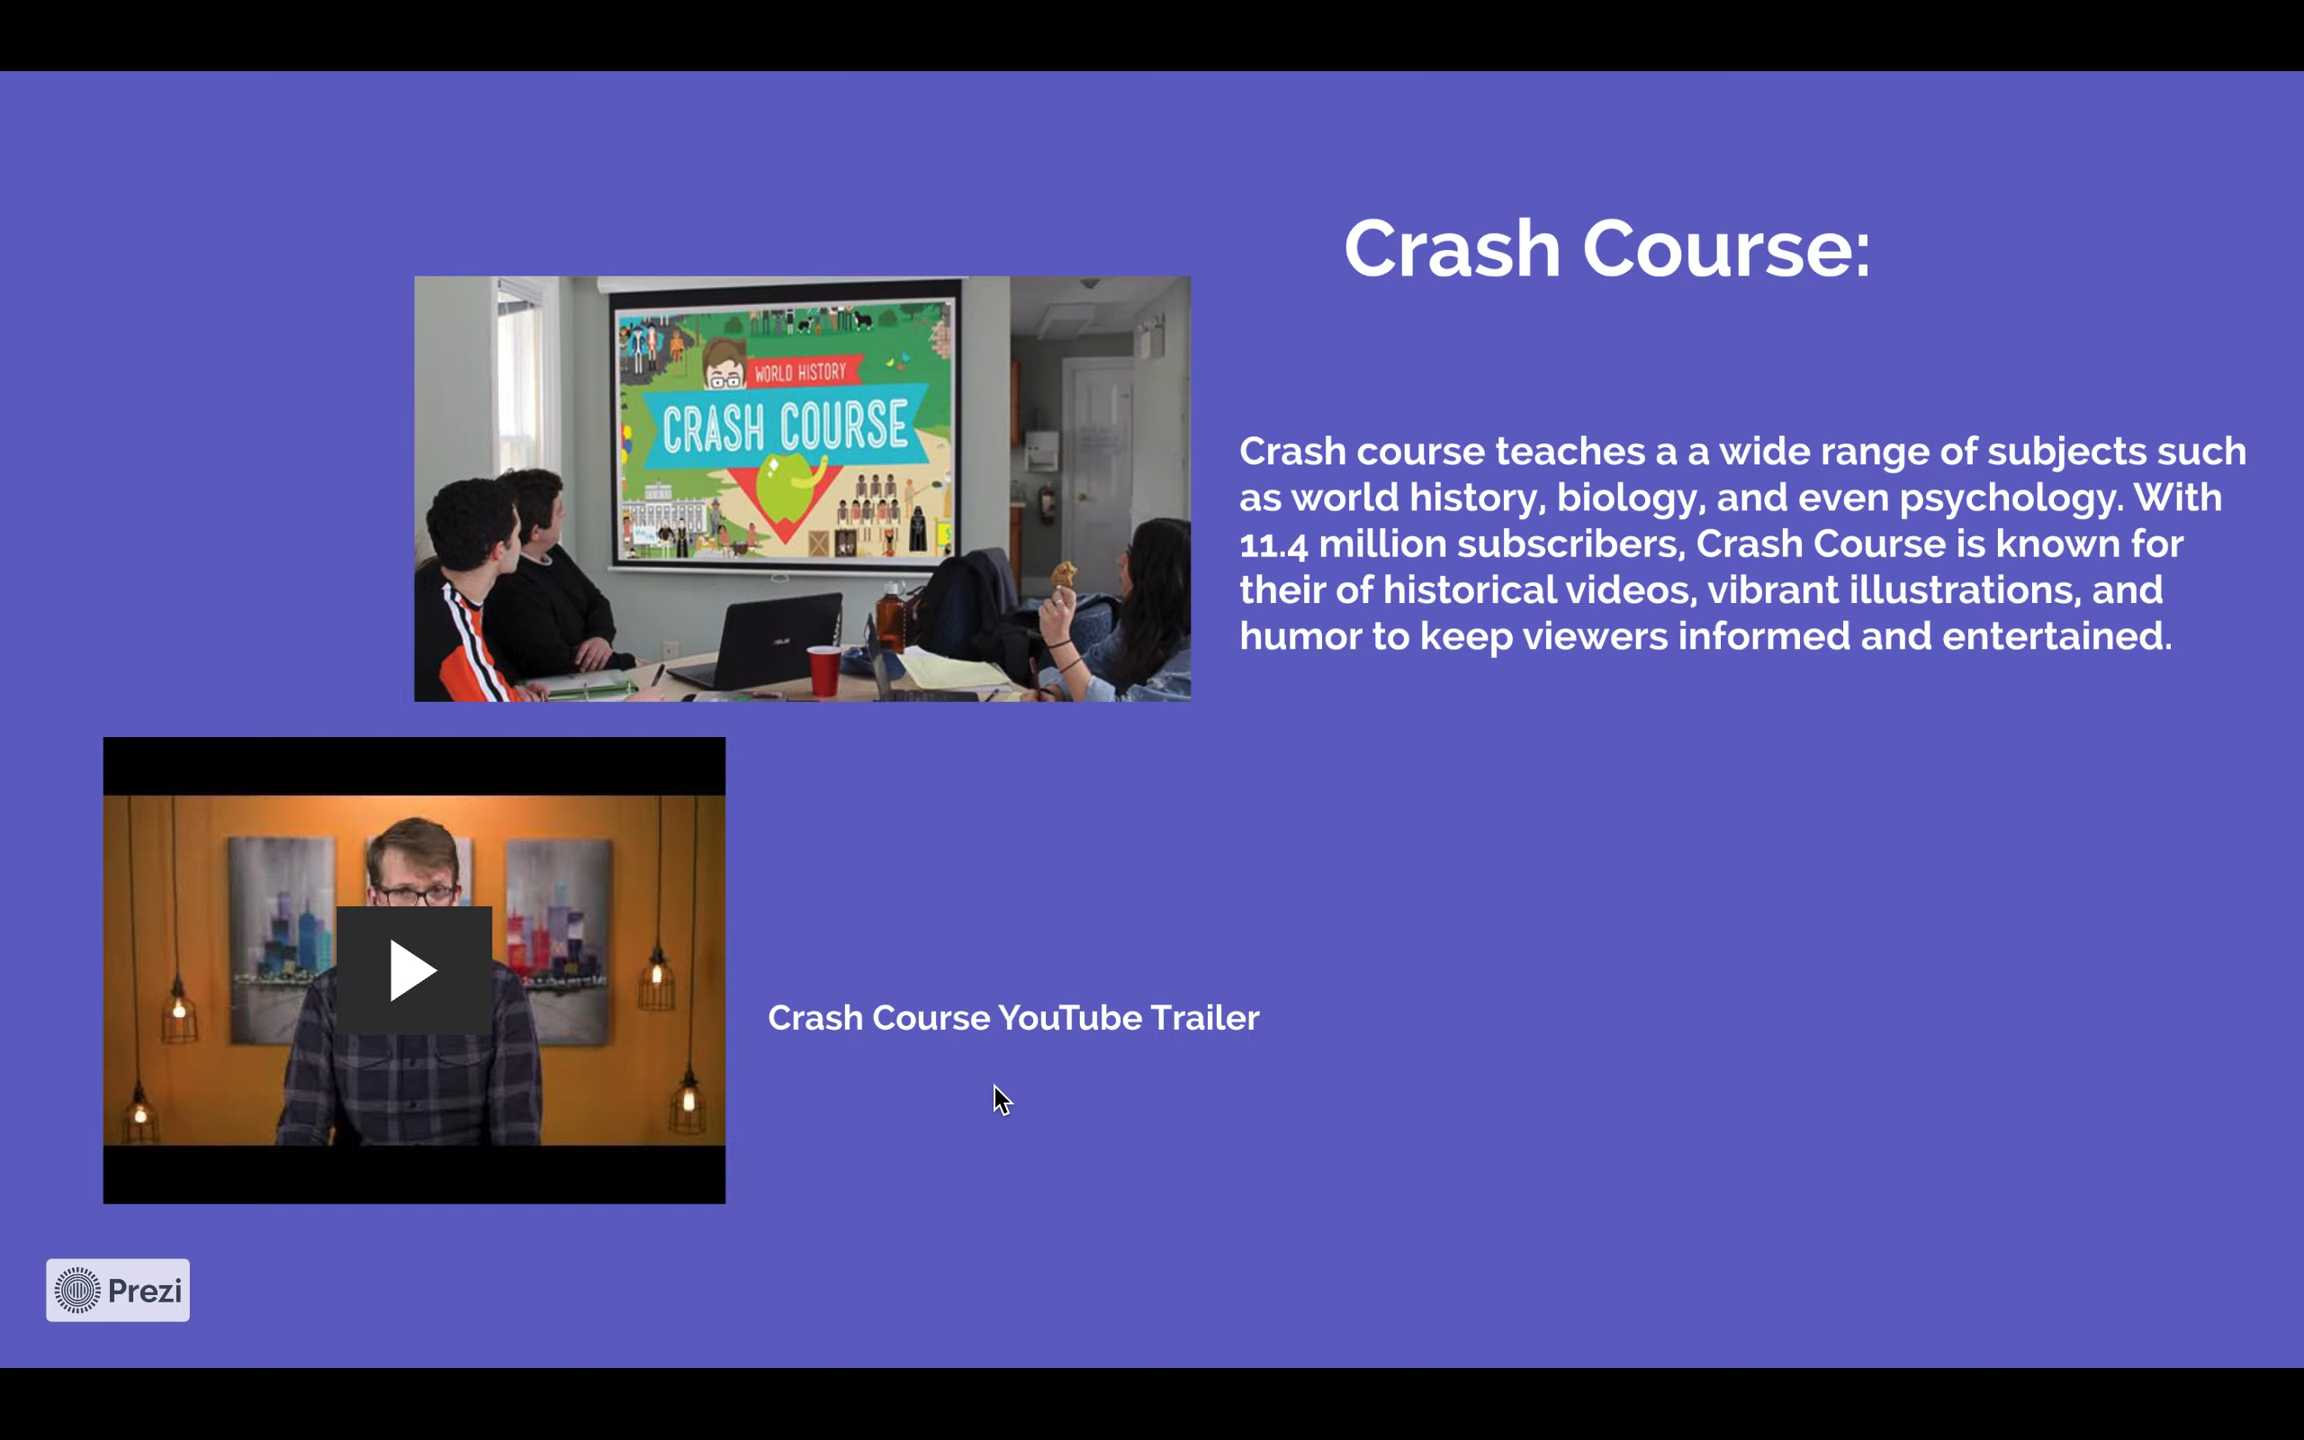 Crash Course:
WORLD HISTORY
CRASH COURSE
Crash course teaches a a wide range of subjects such
as world history, biology, and even psychology. With
11.4 million subscribers, Crash Course is known for
their of historical videos, vibrant illustrations, and
humor to keep viewers informed and entertained.
Crash Course YouTube Trailer
Prezi